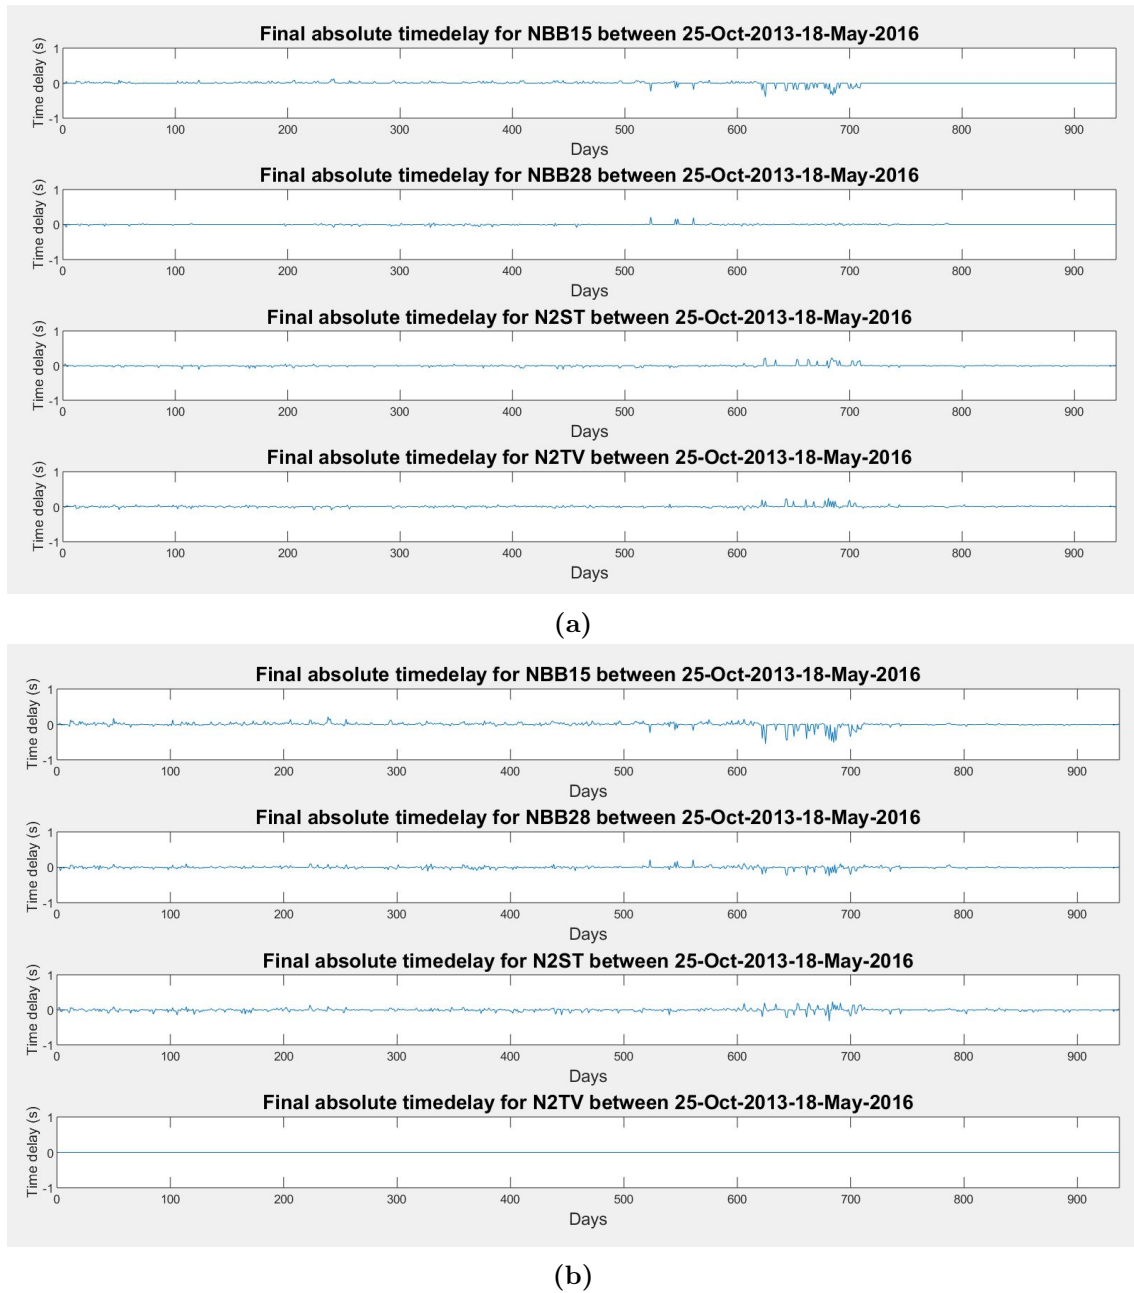 Final absolute timedelay for NBB15 between 25-Oct-2013-18-May-2016
Time delay (s)
1
0
-1
0 100 200 300 400 500 600 700 800 900
Days
Final absolute timedelay for NBB28 between 25-Oct-2013-18-May-2016
Time delay (s)
1
0
-1
0 100 200 300 400 500 600 700 800 900
Days
Final absolute timedelay for N2ST between 25-Oct-2013-18-May-2016
Time delay (s)
1
0
-1
0 100 200 300 400 500 600 700 800 900
Days
Final absolute timedelay for N2TV between 25-Oct-2013-18-May-2016
Time delay (s)
1
0
-1
0 100 200 300 400 500 600 700 800 900
Days
(a)
Final absolute timedelay for NBB15 between 25-Oct-2013-18-May-2016
Time delay (s)
1
0
-1
0 100 200 300 400 500 600 700 800 900
Days
Final absolute timedelay for NBB28 between 25-Oct-2013-18-May-2016
Time delay (s)
1
0
-1
0 100 200 300 400 500 600 700 800 900
Days
Final absolute timedelay for N2ST between 25-Oct-2013-18-May-2016
Time delay (s)
1
0
-1
0 100 200 300 400 500 600 700 800 900
Days
Final absolute timedelay for N2TV between 25-Oct-2013-18-May-2016
Time delay (s)
1
0
-1
0 100 200 300 400 500 600 700 800 900
Days
(b)